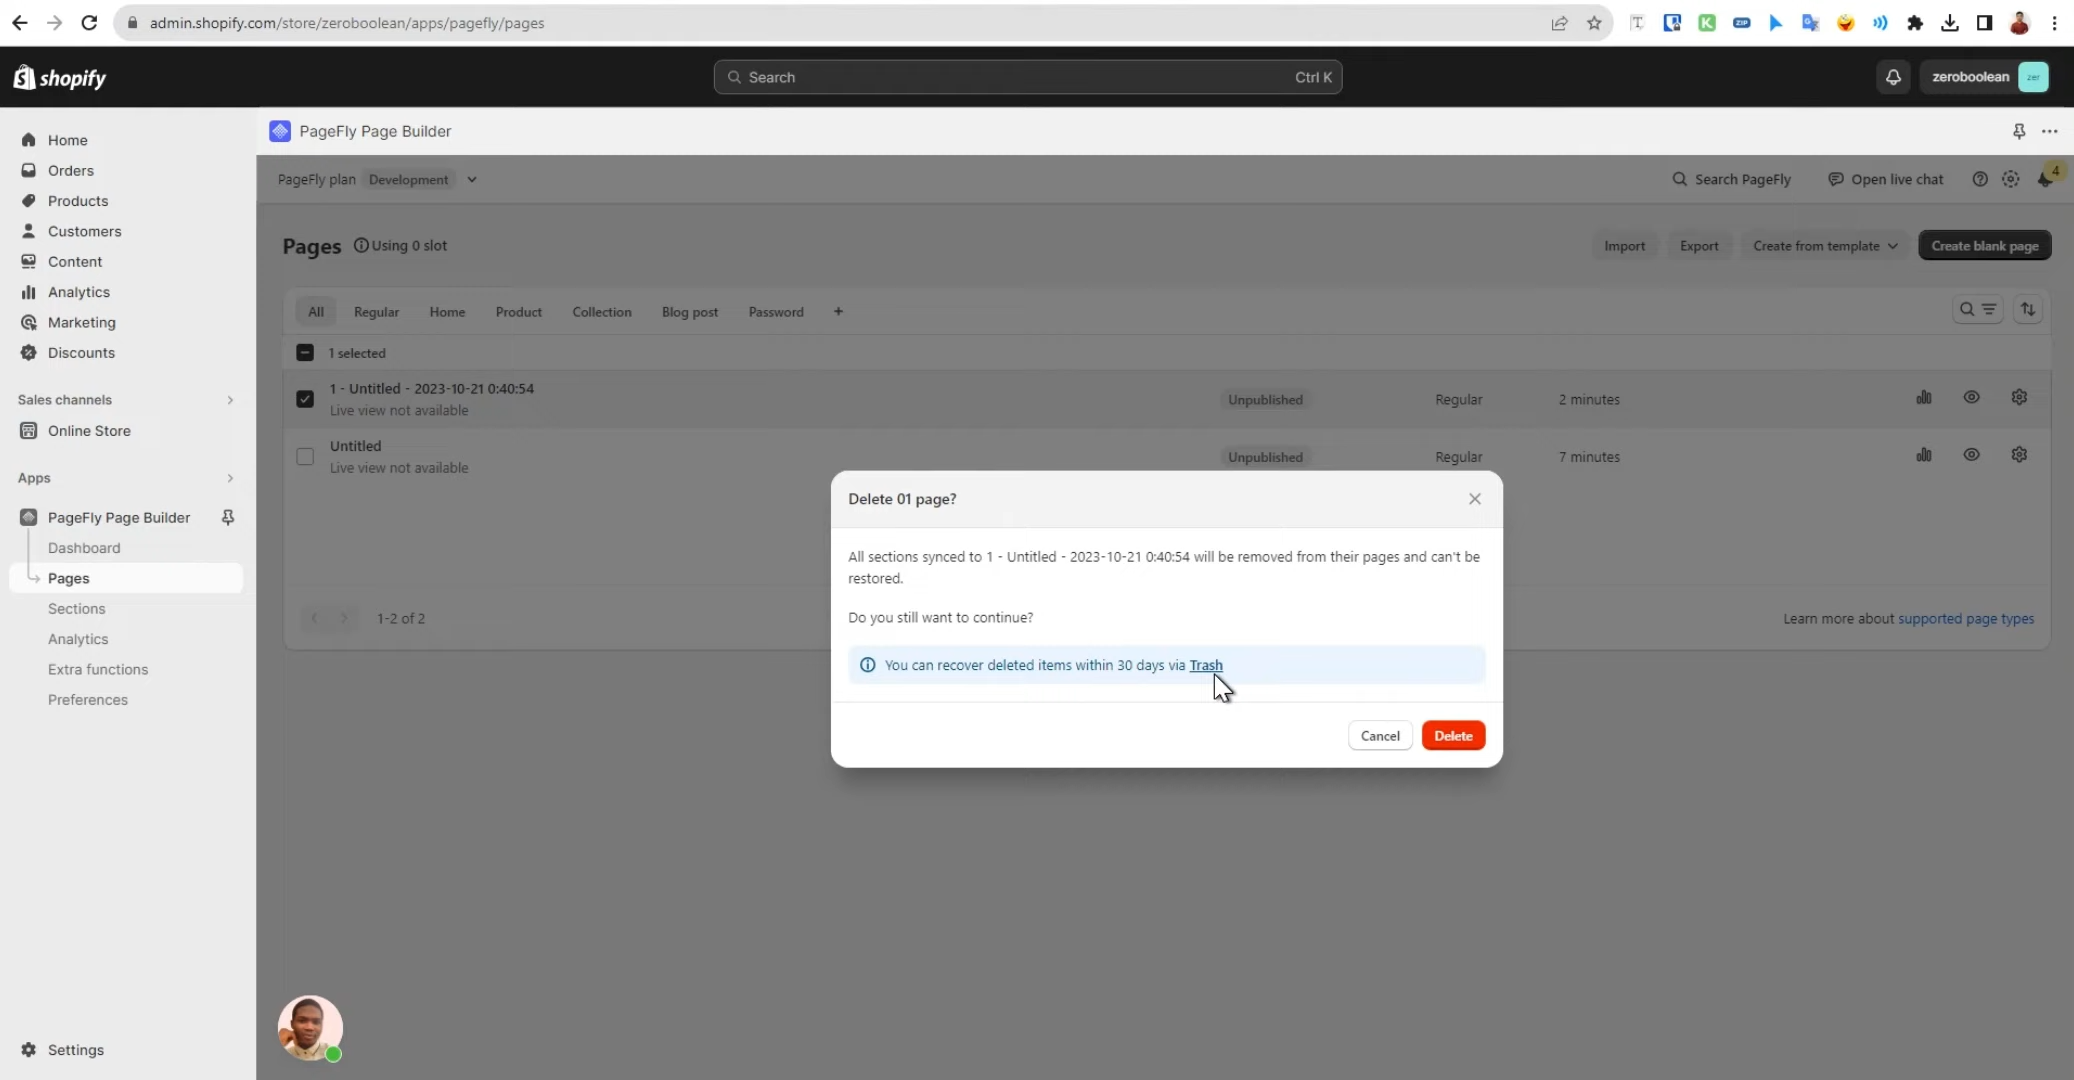 admin.shopify.com/store/zeroboolean/apps/pagefly/pages
shopify
Search
Ctrl K
zeroboolean
zer
Home
Orders
Products
Customers
Content
Analytics
Marketing
Discounts
Sales channels
Online Store
Apps
PageFly Page Builder
Dashboard
Pages
Sections
Analytics
Extra functions
Preferences
Settings
PageFly Page Builder
PageFly plan Development
Search PageFly
Open live chat
4
Pages Using 0 slot
Import
Export
Create from template
Create blank page
All Regular Home Product Collection Blog post Password +
1 selected
1 - Untitled - 2023-10-21 0:40:54
Live view not available
Unpublished Regular 2 minutes
Untitled
Live view not available
Unpublished Regular 7 minutes
1-2 of 2
Learn more about supported page types
Delete 01 page?
All sections synced to 1 - Untitled - 2023-10-21 0:40:54 will be removed from their pages and can't be
restored.
Do you still want to continue?
You can recover deleted items within 30 days via Trash
Cancel
Delete
ZIP
K
T